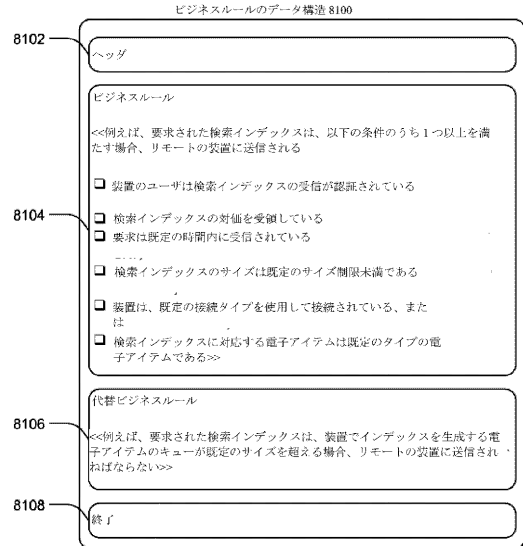 ビジネスルールのデータ構造 8100
8102
ヘッダ
ビジネスルール
<<例えば、要求された検索インデックスは、以下の条件のうち1つ以上を満
たす場合、リモートの装置に送信される
装置のユーザは検索インデックスの受信が認証されている
8104
検索インデックスの対価を受領している
要求は既定の時間内に受信されている
検索インデックスのサイズは既定のサイズ制限未満である
装置は、既定の接続タイプを使用して接続されている、また
は
検索インデックスに対応する電子アイテムは既定のタイプの電
子アイテムである>>
代替ビジネスルール
8106
<<例えば、要求された検索インデックスは、装置でインデックスを生成する電
子アイテムのキューが既定のサイズを超える場合、リモートの装置に送信され
ねばならない>>
8108
終了